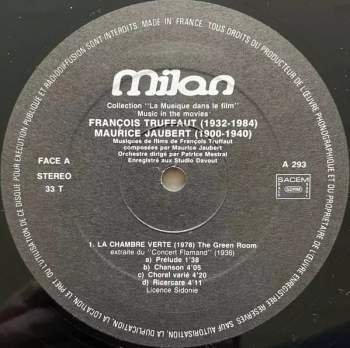 TOUS DROITS DU PRODUCTEUR DE L'ŒUVRE PHONOGRAPHIQUE ET DU PROPRIETAIRE DE L'ŒUVRE ENREGISTREE RESERVES. SAUF AUTORISATION, LA DUPLICATION, LA LOCATION, LE PRET OU L'UTILISATION DE CE DISQUE POUR EXECUTION PUBLIQUE ET RADIODIFFUSION SONT INTERDITS. MADE IN FRANCE.
milan
Collection "La Musique dans le film"
Music in the movies
FRANÇOIS TRUFFAUT (1932-1984)
MAURICE JAUBERT (1900-1940)
Musiques de films de François Truffaut
composées par Maurice Jaubert
Orchestre dirigé par Patrice Mestral
Enregistré aux Studio Davout
FACE A
STEREO
33 T
A 293
SACEM
SDRM
1. LA CHAMBRE VERTE (1978) The Green Room
extraite du "Concert Flamand" (1936)
a) Prélude 1'38
b) Chanson 4'05
c) Choral varié 4'20
d) Ricercare 4'11
Licence Sidonie